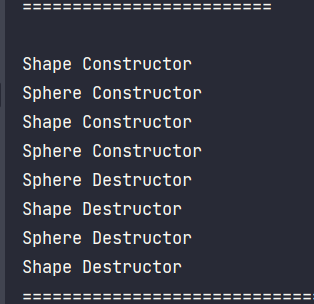 =========================
Shape Constructor
Sphere Constructor
Shape Constructor
Sphere Constructor
Sphere Destructor
Shape Destructor
Sphere Destructor
Shape Destructor
=============================